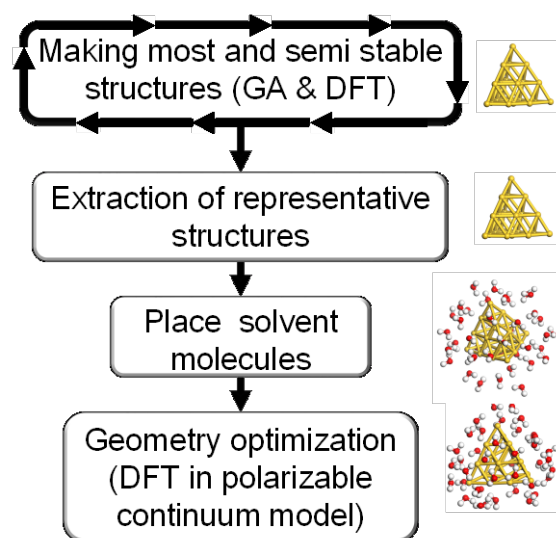 Making most and semi stable
structures (GA & DFT)
Extraction of representative
structures
Place solvent
molecules
Geometry optimization
(DFT in polarizable
continuum model)